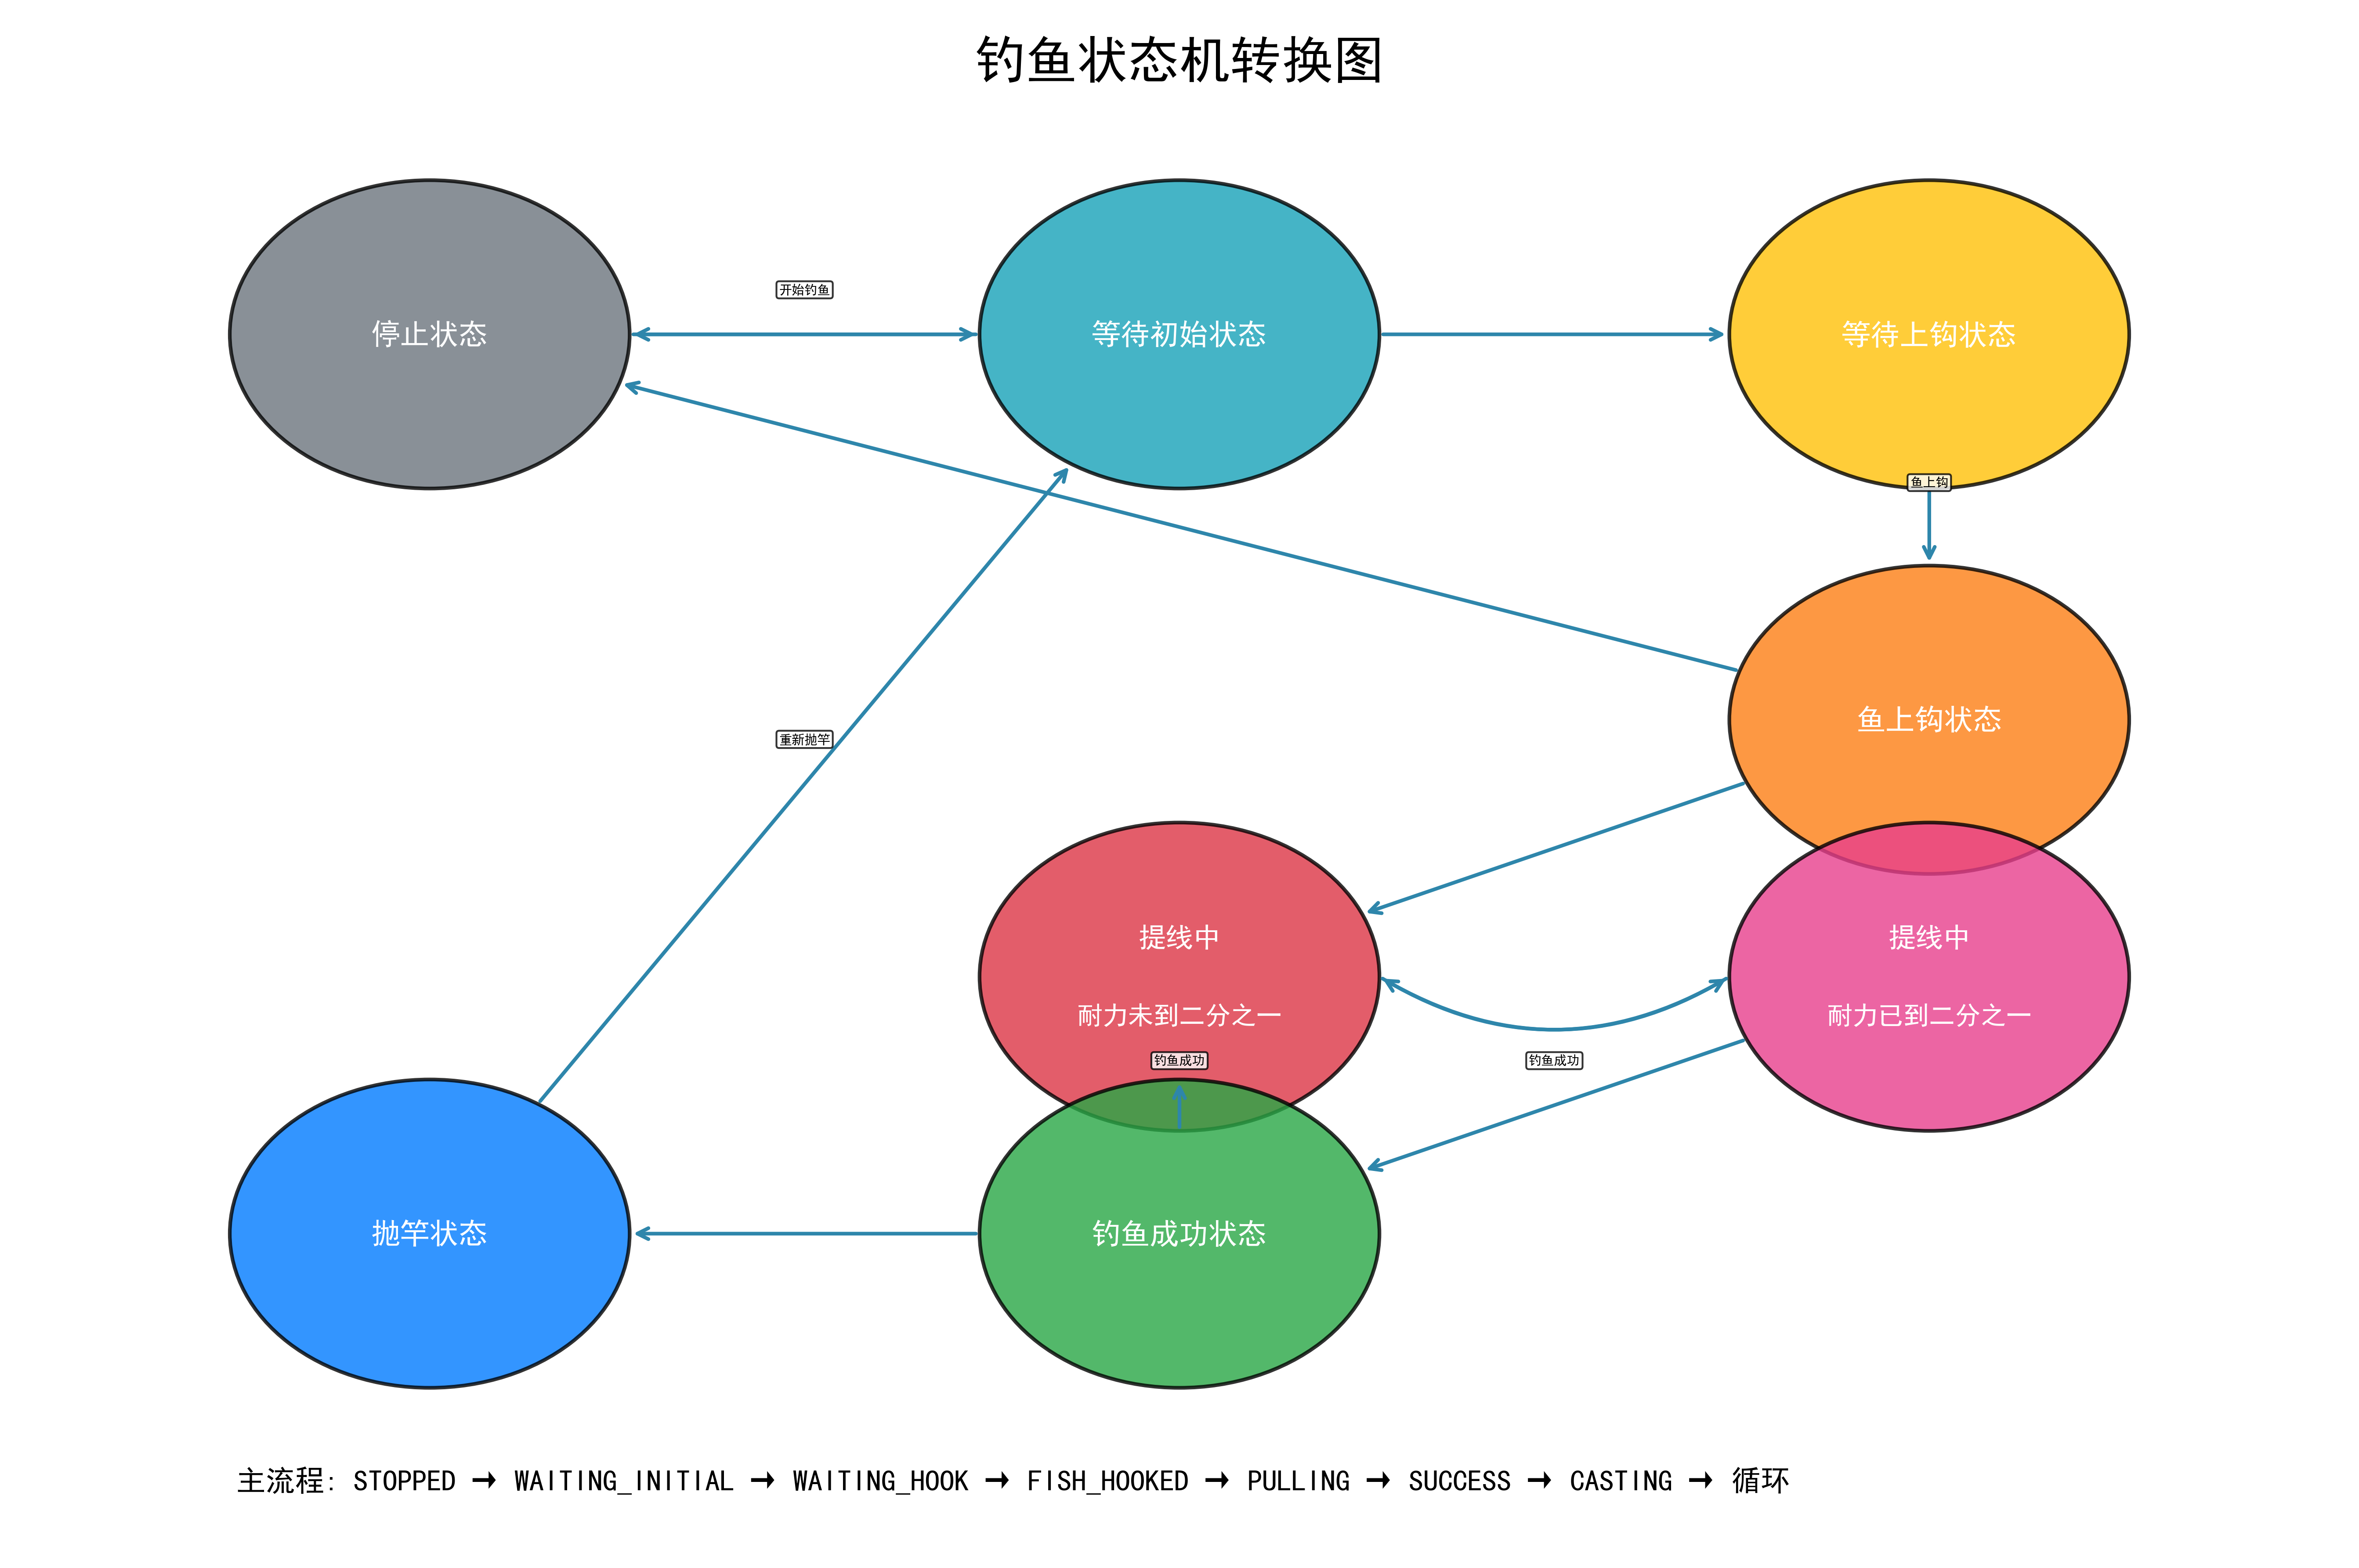 钓鱼状态机转换图
开始钓鱼
停止状态
等待初始状态
等待上钩状态
鱼上钩
鱼上钩状态
重新抛竿
提线中
耐力未到二分之一
提线中
耐力已到二分之一
钓鱼成功
钓鱼成功
抛竿状态
钓鱼成功状态
主流程: STOPPED → WAITING_INITIAL → WAITING_HOOK → FISH_HOOKED → PULLING → SUCCESS → CASTING → 循环